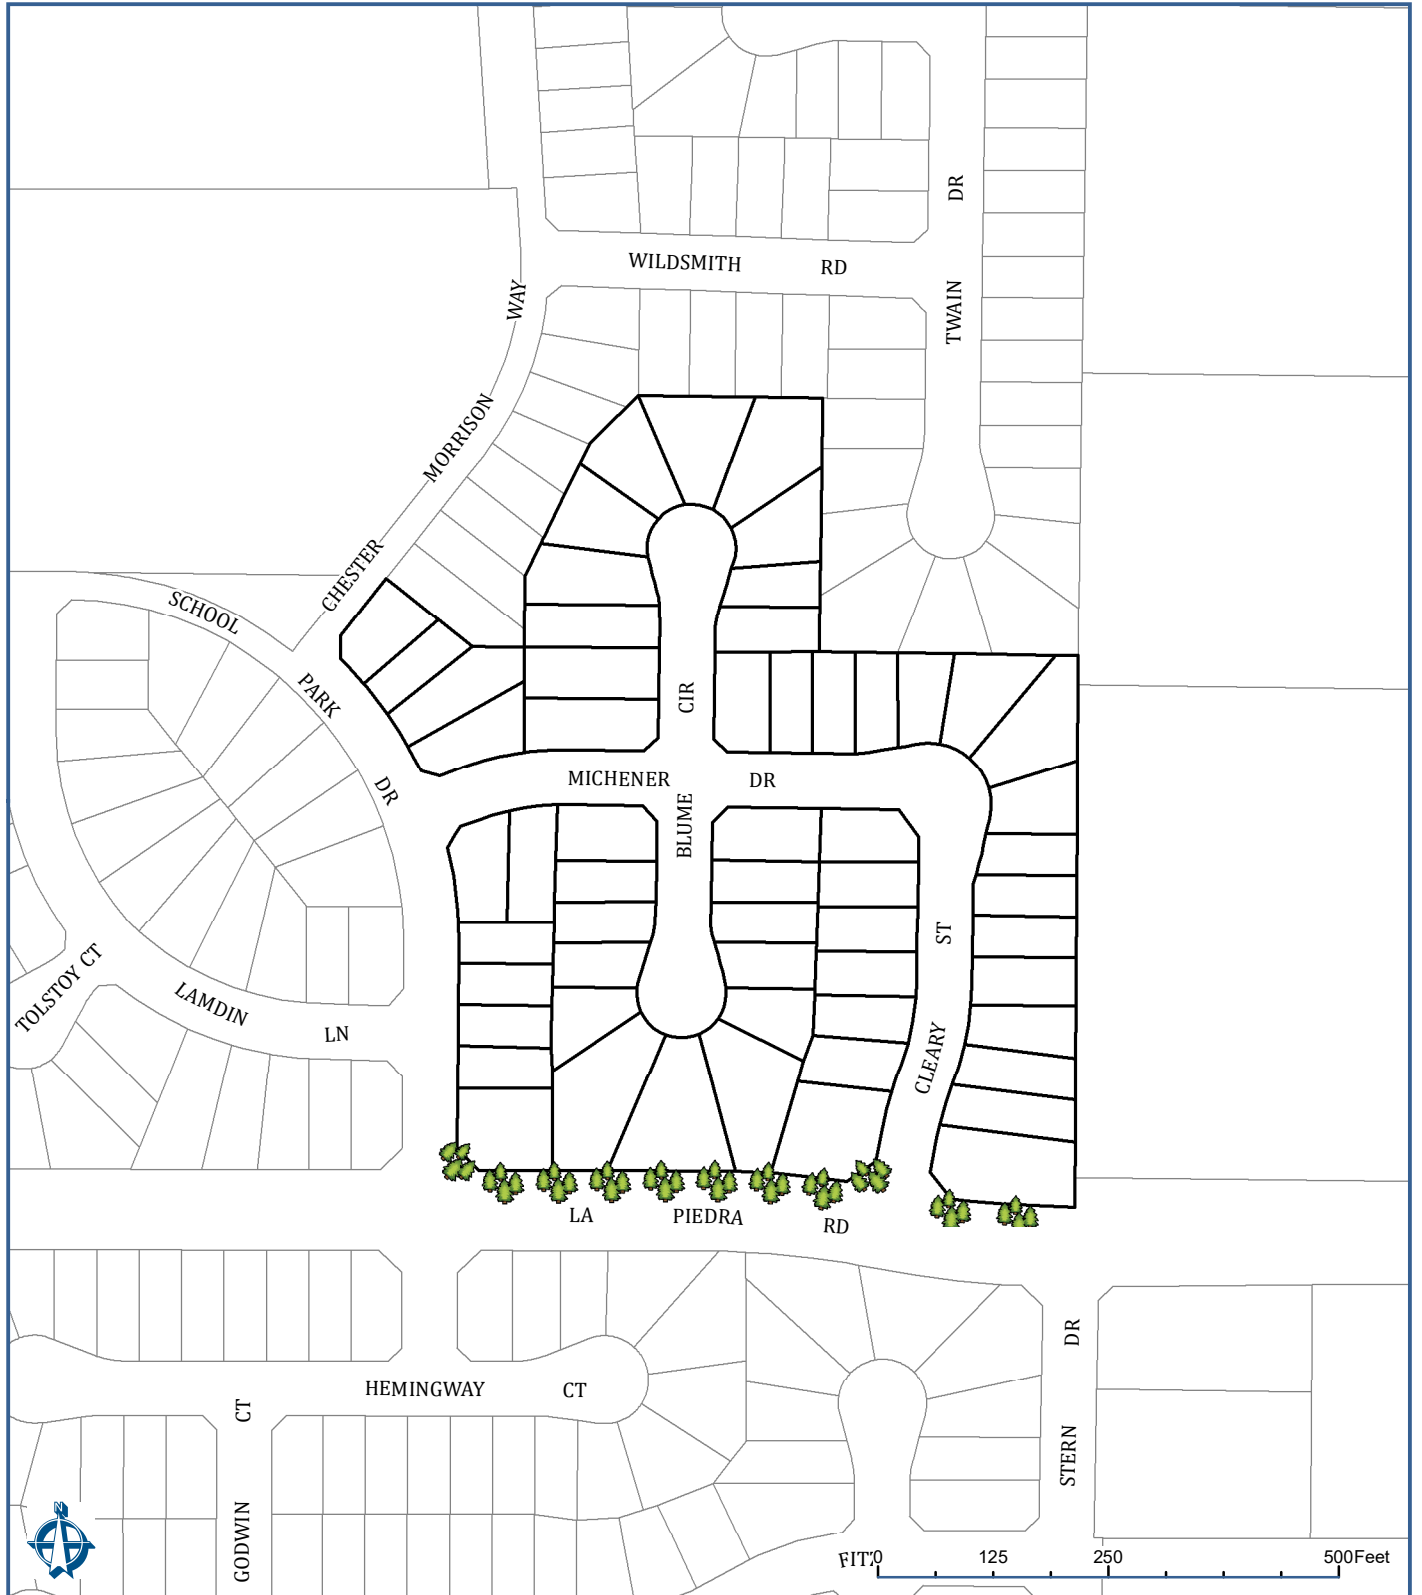 DR
WILDSMITH RD
WAY
TWAIN
MORRISON
CHESTER
SCHOOL
PARK
CIR
MICHENER DR
DR
BLUME
ST
TOLSTOY CT
LAMDIN
LN
CLEARY
LA PIEDRA RD
DR
HEMINGWAY CT
CT
STERN
GODWIN
N
FITZ
0 125 250 500Feet